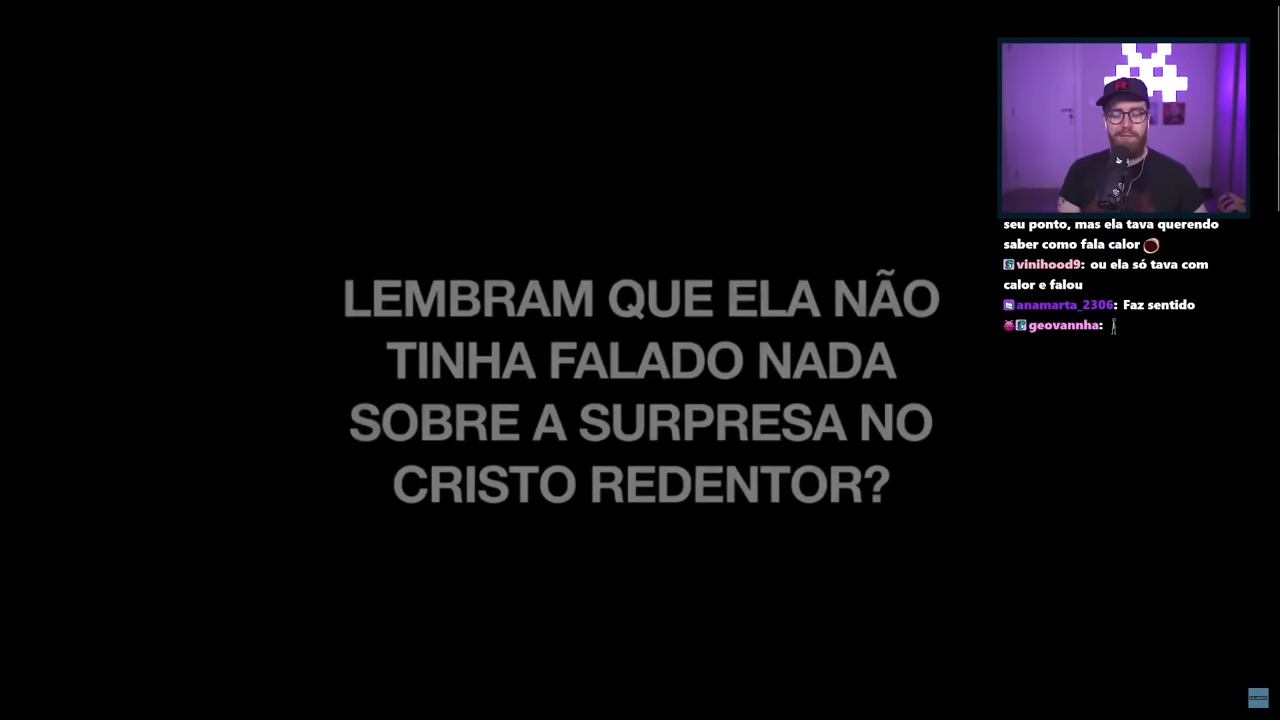 LEMBRAM QUE ELA NÃO
TINHA FALADO NADA
SOBRE A SURPRESA NO
CRISTO REDENTOR?
seu ponto, mas ela tava querendo
saber como fala calor
vinihood9: ou ela só tava com
calor e falou
anamarta_2306: Faz sentido
geovannha: